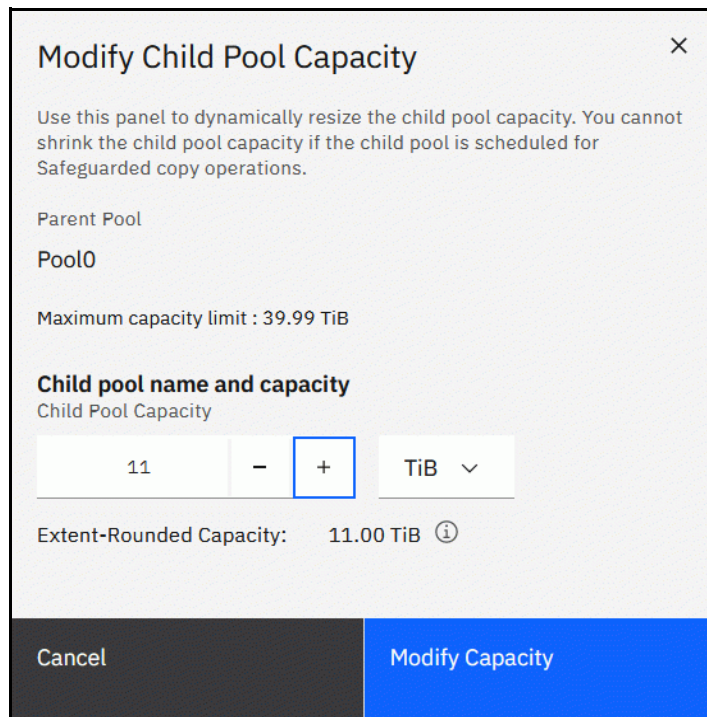 Modify Child Pool Capacity
Use this panel to dynamically resize the child pool capacity. You cannot
shrink the child pool capacity if the child pool is scheduled for
Safeguarded copy operations.
Parent Pool
Pool0
Maximum capacity limit : 39.99 TiB
Child pool name and capacity
Child Pool Capacity
11 − + TiB
Extent-Rounded Capacity: 11.00 TiB
Cancel Modify Capacity